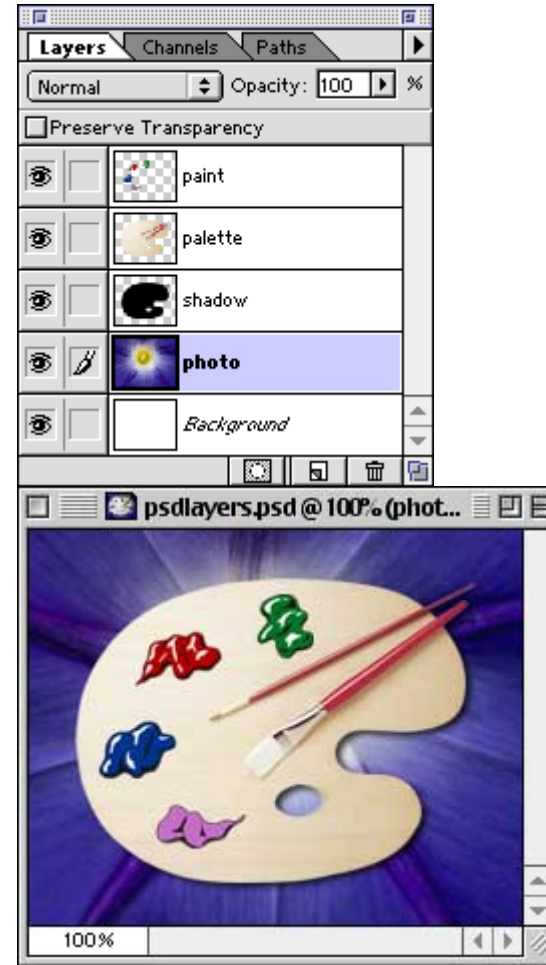 Layers Channels Paths
Normal Opacity: 100 %
Preserve Transparency
paint
palette
shadow
photo
Background
psdlayers.psd @ 100% (phot...
100%